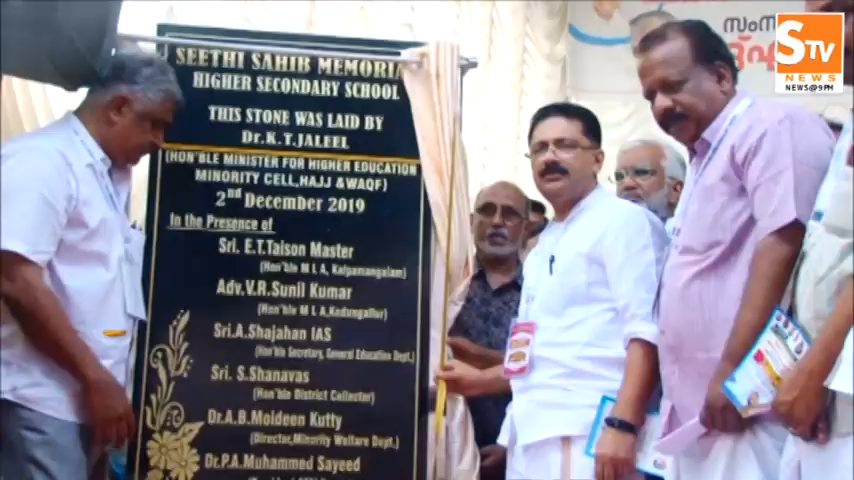 STV
NEWS
NEWS@9PM
SEETHI SAHIB MEMORIA
HIGHER SECONDARY SCHOOL
THIS STONE WAS LAID BY
Dr.K.T.JALEEL
(HON'BLE MINISTER FOR HIGHER EDUCATION
MINORITY CELL,HAJJ &WAQF)
2nd December 2019
In the Presence of
Sri. E.T.Taison Master
(Hon'ble M L A, Kaipamangalam)
Adv.V.R.Sunil Kumar
(Hon'ble M L A,Kodungallur)
Sri.A.Shajahan IAS
(Hon'ble Secretary, General Education Dept.)
Sri. S.Shanavas
(Hon'ble District Collector)
Dr.A.B.Moideen Kutty
(Director,Minority Welfare Dept.)
Dr.P.A.Muhammed Sayeed